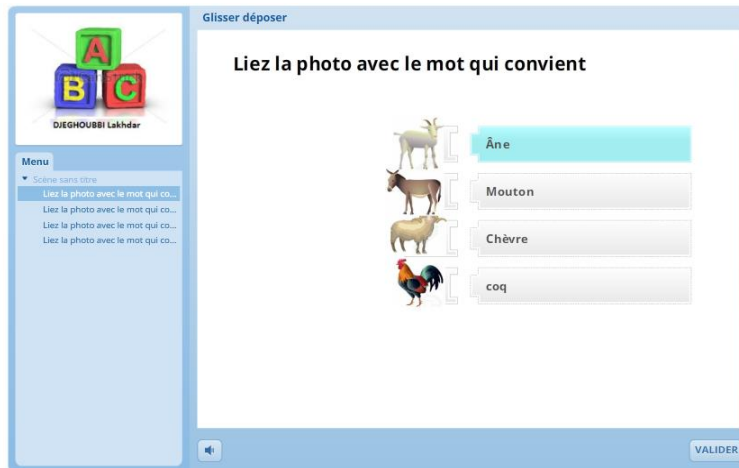 Glisser déposer
A
B C
DJEGHOUBBI Lakhdar
Menu
Scène sans titre
Liez la photo avec le mot qui co...
Liez la photo avec le mot qui co...
Liez la photo avec le mot qui co...
Liez la photo avec le mot qui co...
Liez la photo avec le mot qui convient
Âne
Mouton
Chèvre
coq
VALIDER